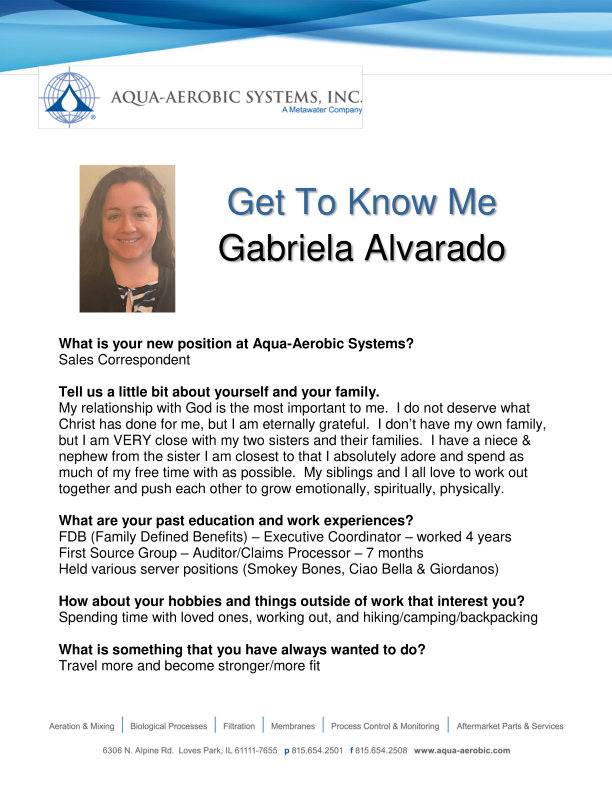 AQUA-AEROBIC SYSTEMS, INC.
A Metawater Company
®
Get To Know Me
Gabriela Alvarado
What is your new position at Aqua-Aerobic Systems?
Sales Correspondent
Tell us a little bit about yourself and your family.
My relationship with God is the most important to me.  I do not deserve what
Christ has done for me, but I am eternally grateful.  I don't have my own family,
but I am VERY close with my two sisters and their families.  I have a niece &
nephew from the sister I am closest to that I absolutely adore and spend as
much of my free time with as possible.  My siblings and I all love to work out
together and push each other to grow emotionally, spiritually, physically.
What are your past education and work experiences?
FDB (Family Defined Benefits) – Executive Coordinator – worked 4 years
First Source Group – Auditor/Claims Processor – 7 months
Held various server positions (Smokey Bones, Ciao Bella & Giordanos)
How about your hobbies and things outside of work that interest you?
Spending time with loved ones, working out, and hiking/camping/backpacking
What is something that you have always wanted to do?
Travel more and become stronger/more fit
Aeration & Mixing | Biological Processes | Filtration | Membranes | Process Control & Monitoring | Aftermarket Parts & Services
6306 N. Alpine Rd.  Loves Park, IL 61111-7655  p 815.654.2501  f 815.654.2508  www.aqua-aerobic.com